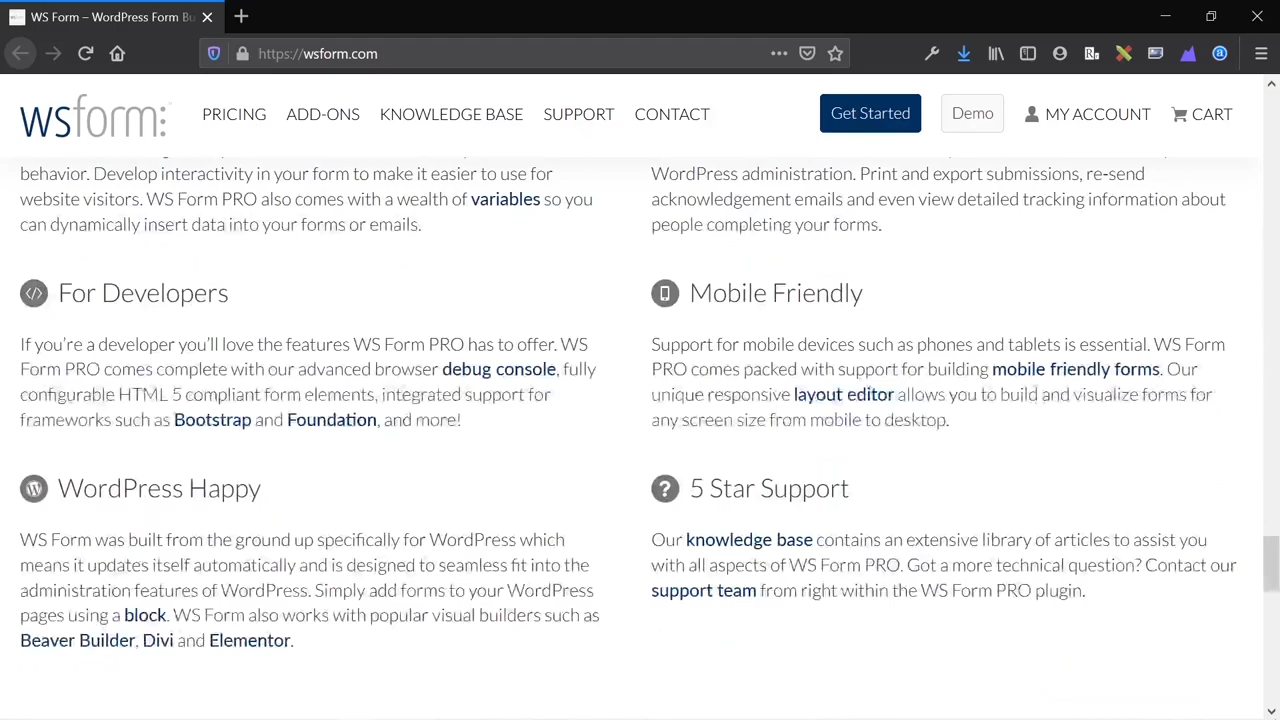 WS Form – WordPress Form Bu
https://wsform.com
wsform:
PRICING
ADD-ONS
KNOWLEDGE BASE
SUPPORT
CONTACT
Get Started
Demo
MY ACCOUNT
CART
behavior. Develop interactivity in your form to make it easier to use for
website visitors. WS Form PRO also comes with a wealth of variables so you
can dynamically insert data into your forms or emails.
WordPress administration. Print and export submissions, re-send
acknowledgement emails and even view detailed tracking information about
people completing your forms.
For Developers
If you're a developer you'll love the features WS Form PRO has to offer. WS
Form PRO comes complete with our advanced browser debug console, fully
configurable HTML 5 compliant form elements, integrated support for
frameworks such as Bootstrap and Foundation, and more!
Mobile Friendly
Support for mobile devices such as phones and tablets is essential. WS Form
PRO comes packed with support for building mobile friendly forms. Our
unique responsive layout editor allows you to build and visualize forms for
any screen size from mobile to desktop.
WordPress Happy
WS Form was built from the ground up specifically for WordPress which
means it updates itself automatically and is designed to seamless fit into the
administration features of WordPress. Simply add forms to your WordPress
pages using a block. WS Form also works with popular visual builders such as
Beaver Builder, Divi and Elementor.
5 Star Support
Our knowledge base contains an extensive library of articles to assist you
with all aspects of WS Form PRO. Got a more technical question? Contact our
support team from right within the WS Form PRO plugin.